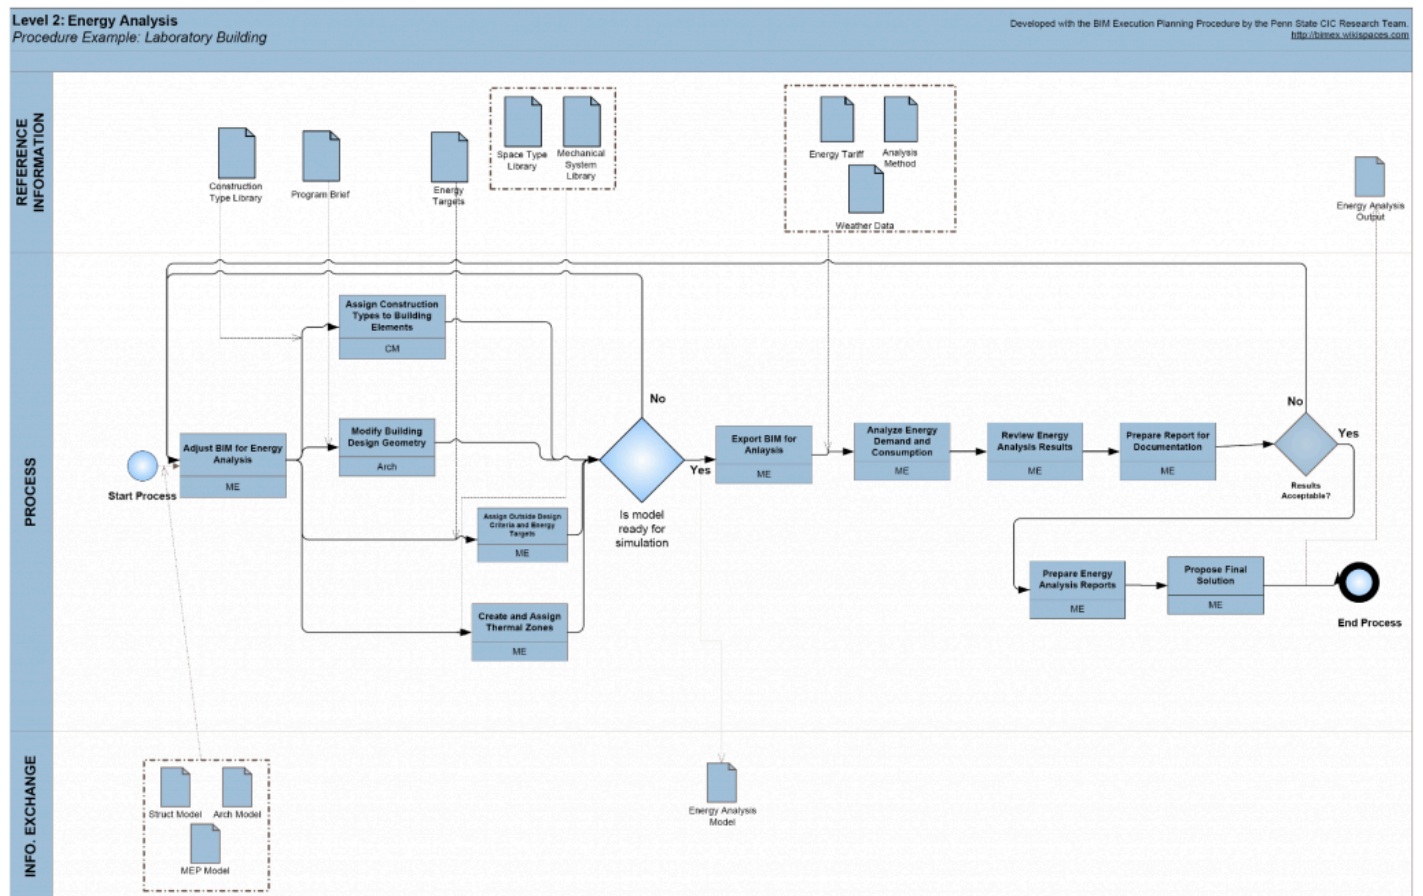 Level 2: Energy Analysis
Procedure Example: Laboratory Building
Developed with the BIM Execution Planning Procedure by the Penn State CIC Research Team.
http://bimex.wikispaces.com
REFERENCE
INFORMATION
Construction
Type Library
Program Brief
Energy
Targets
Space Type
Library
Mechanical
System
Library
Energy Tariff
Analysis
Method
Weather Data
Energy Analysis
Output
PROCESS
Start Process
Adjust BIM for Energy
Analysis
ME
Assign Construction
Types to Building
Elements
CM
Modify Building
Design Geometry
Arch
Assign Outside Design
Criteria and Energy
Targets
ME
Create and Assign
Thermal Zones
ME
No
Yes
Is model
ready for
simulation
Export BIM for
Anlaysis
ME
Analyze Energy
Demand and
Consumption
ME
Review Energy
Analysis Results
ME
Prepare Report for
Documentation
ME
No
Yes
Results
Acceptable?
Prepare Energy
Analysis Reports
ME
Propose Final
Solution
ME
End Process
INFO. EXCHANGE
Struct Model
Arch Model
MEP Model
Energy Analysis
Model